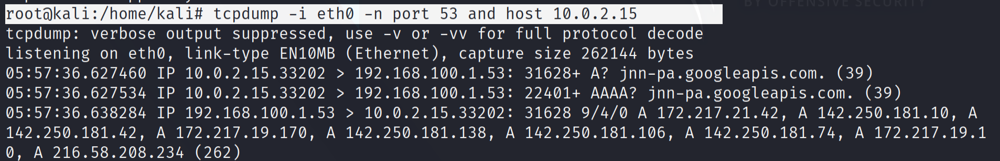 BY OFFENSIVE SECURITY
root@kali:/home/kali# tcpdump -i eth0 -n port 53 and host 10.0.2.15
tcpdump: verbose output suppressed, use -v or -vv for full protocol decode
listening on eth0, link-type EN10MB (Ethernet), capture size 262144 bytes
05:57:36.627460 IP 10.0.2.15.33202 > 192.168.100.1.53: 31628+ A? jnn-pa.googleapis.com. (39)
05:57:36.627534 IP 10.0.2.15.33202 > 192.168.100.1.53: 22401+ AAAA? jnn-pa.googleapis.com. (39)
05:57:36.638284 IP 192.168.100.1.53 > 10.0.2.15.33202: 31628 9/4/0 A 172.217.21.42, A 142.250.181.10, A
142.250.181.42, A 172.217.19.170, A 142.250.181.138, A 142.250.181.106, A 142.250.181.74, A 172.217.19.1
0, A 216.58.208.234 (262)